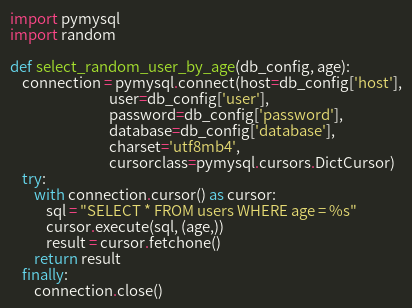 import pymysql
import random
def select_random_user_by_age(db_config, age):
connection = pymysql.connect(host=db_config['host'],
user=db_config['user'],
password=db_config['password'],
database=db_config['database'],
charset='utf8mb4',
cursorclass=pymysql.cursors.DictCursor)
try:
with connection.cursor() as cursor:
sql = "SELECT * FROM users WHERE age = %s"
cursor.execute(sql, (age,))
result = cursor.fetchone()
return result
finally:
connection.close()